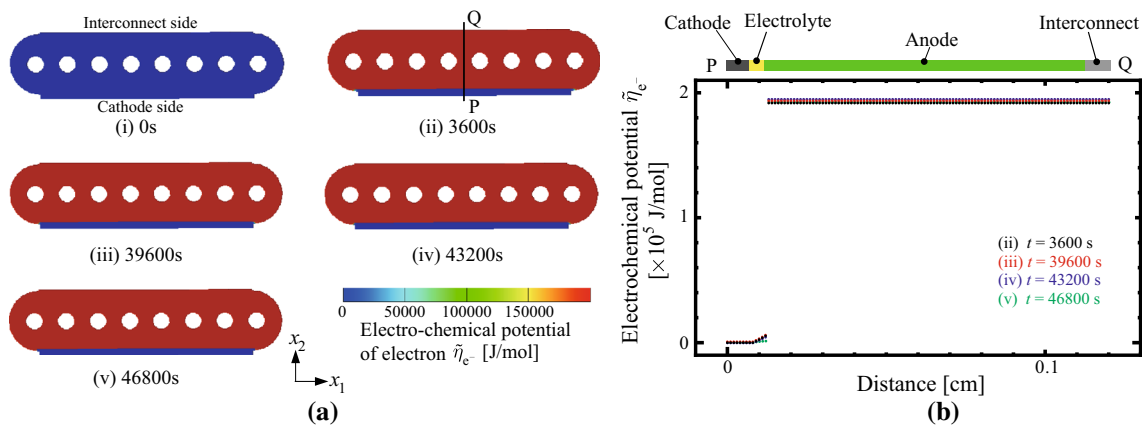 Interconnect side
Cathode side
(i) 0s
Q
P
(ii) 3600s
(iii) 39600s
(iv) 43200s
(v) 46800s
0 50000 100000 150000
Electro-chemical potential
of electron η̃e⁻ [J/mol]
x₂
x₁
(a)
Cathode Electrolyte Anode Interconnect
P Q
Electrochemical potential η̃e⁻
[×10⁵ J/mol]
2
1
0
0 0.1
Distance [cm]
(ii) t = 3600 s
(iii) t = 39600 s
(iv) t = 43200 s
(v) t = 46800 s
(b)